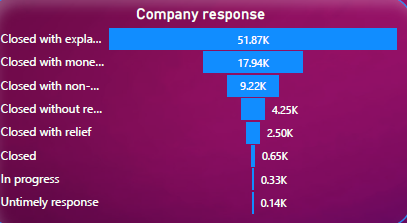 Company response
Closed with expla... 51.87K
Closed with mone... 17.94K
Closed with non-... 9.22K
Closed without re... 4.25K
Closed with relief 2.50K
Closed 0.65K
In progress 0.33K
Untimely response 0.14K